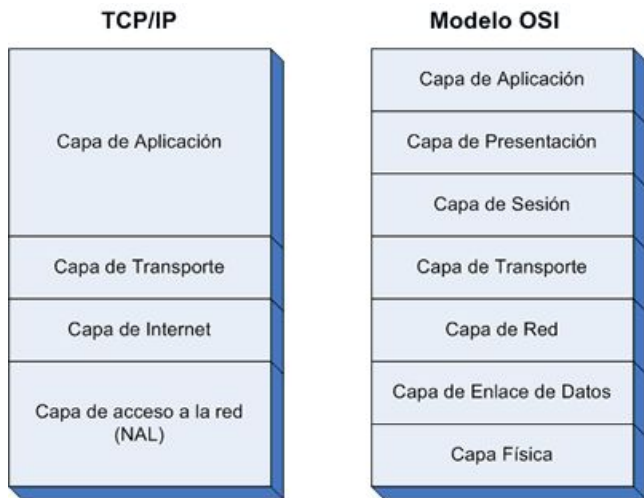 TCP/IP
Capa de Aplicación
Capa de Transporte
Capa de Internet
Capa de acceso a la red
(NAL)
Modelo OSI
Capa de Aplicación
Capa de Presentación
Capa de Sesión
Capa de Transporte
Capa de Red
Capa de Enlace de Datos
Capa Física